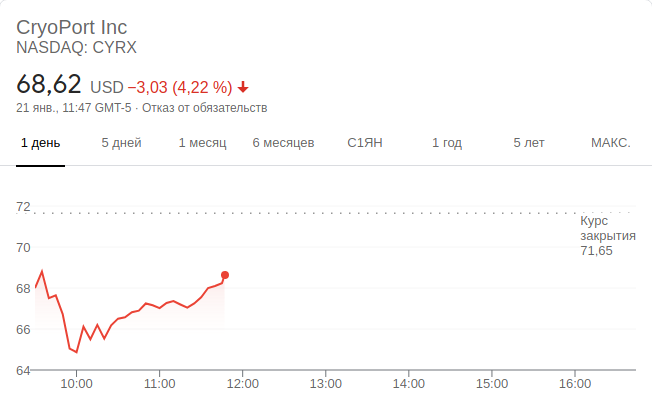 CryoPort Inc
NASDAQ: CYRX
68,62 USD −3,03 (4,22 %)
21 янв., 11:47 GMT-5 · Отказ от обязательств
1 день 5 дней 1 месяц 6 месяцев С1ЯН 1 год 5 лет МАКС.
72
Курс
закрытия
71,65
70
68
66
64
10:00 11:00 12:00 13:00 14:00 15:00 16:00